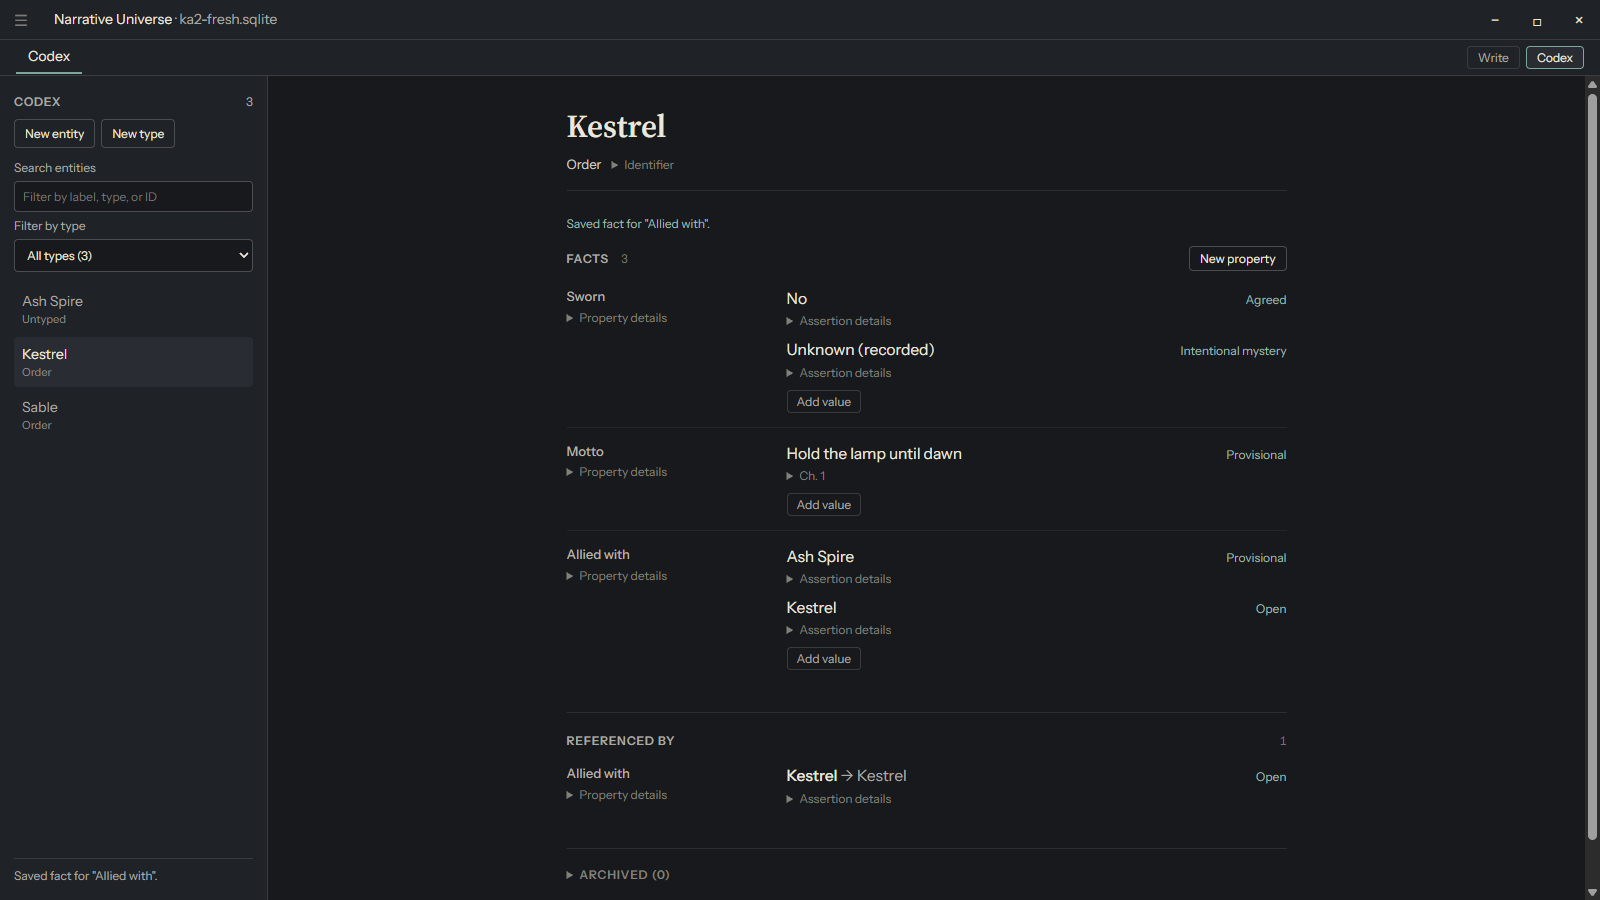 Narrative Universe · ka2-fresh.sqlite
Codex
Write
Codex
CODEX
3
New entity
New type
Search entities
Filter by label, type, or ID
Filter by type
All types (3)
Ash Spire
Untyped
Kestrel
Order
Sable
Order
Saved fact for "Allied with".
Kestrel
Order
Identifier
Saved fact for "Allied with".
FACTS 3
New property
Sworn
Property details
No
Agreed
Assertion details
Unknown (recorded)
Intentional mystery
Assertion details
Add value
Motto
Property details
Hold the lamp until dawn
Provisional
Ch. 1
Add value
Allied with
Property details
Ash Spire
Provisional
Assertion details
Kestrel
Open
Assertion details
Add value
REFERENCED BY
1
Allied with
Property details
Kestrel → Kestrel
Open
Assertion details
ARCHIVED (0)